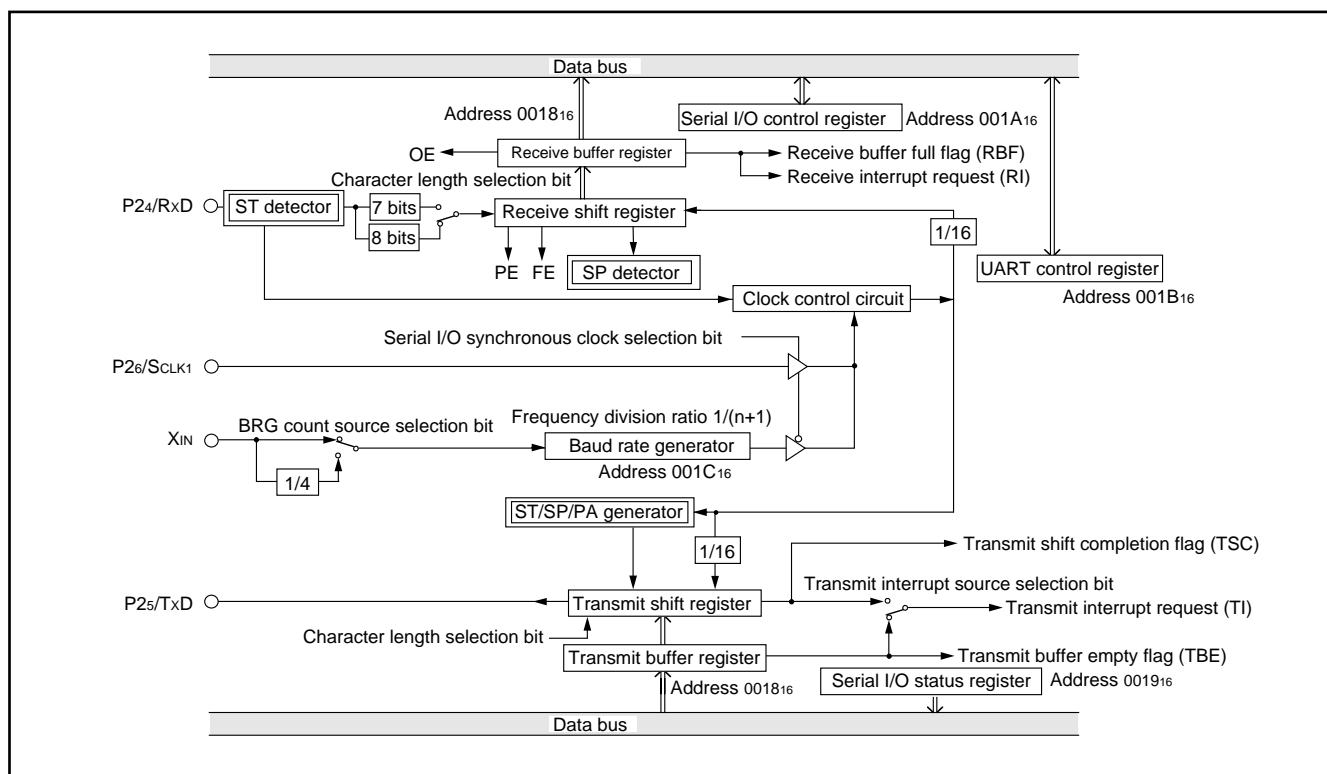 Data bus
Address 0018₁₆
Serial I/O control register
Address 001A₁₆
OE
Receive buffer register
Receive buffer full flag (RBF)
Character length selection bit
Receive interrupt request (RI)
P2₄/RxD
ST detector
7 bits
Receive shift register
1/16
8 bits
PE
FE
SP detector
UART control register
Address 001B₁₆
Clock control circuit
Serial I/O synchronous clock selection bit
P2₆/SCLK1
BRG count source selection bit
Frequency division ratio 1/(n+1)
XIN
Baud rate generator
1/4
Address 001C₁₆
ST/SP/PA generator
1/16
Transmit shift completion flag (TSC)
Transmit interrupt source selection bit
P2₅/TxD
Transmit shift register
Transmit interrupt request (TI)
Character length selection bit
Transmit buffer register
Transmit buffer empty flag (TBE)
Address 0018₁₆
Serial I/O status register
Address 0019₁₆
Data bus